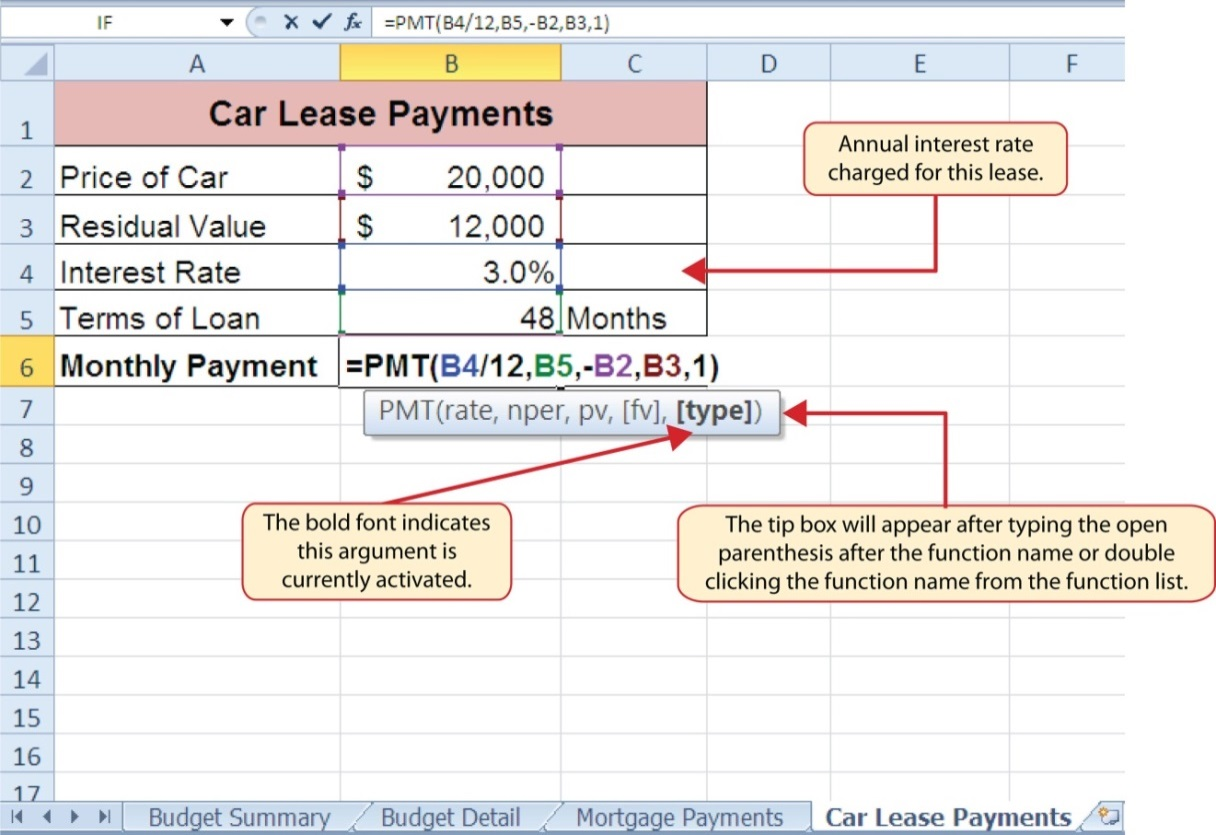 IF =PMT(B4/12,B5,-B2,B3,1)
A B C D E F
1 Car Lease Payments
Annual interest rate
charged for this lease.
2 Price of Car $ 20,000
3 Residual Value $ 12,000
4 Interest Rate 3.0%
5 Terms of Loan 48 Months
6 Monthly Payment =PMT(B4/12,B5,-B2,B3,1)
7 PMT(rate, nper, pv, [fv], [type])
8
9
10
11
12
The bold font indicates
this argument is
currently activated.
The tip box will appear after typing the open
parenthesis after the function name or double
clicking the function name from the function list.
13
14
15
16
17
Budget Summary Budget Detail Mortgage Payments Car Lease Payments